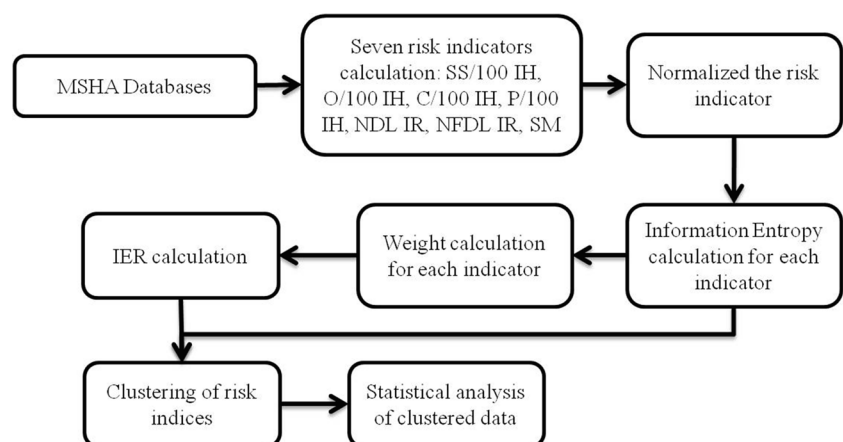 MSHA Databases
Seven risk indicators
calculation: SS/100 IH,
O/100 IH, C/100 IH, P/100
IH, NDL IR, NFDL IR, SM
Normalized the risk
indicator
Information Entropy
calculation for each
indicator
Weight calculation
for each indicator
IER calculation
Clustering of risk
indices
Statistical analysis
of clustered data